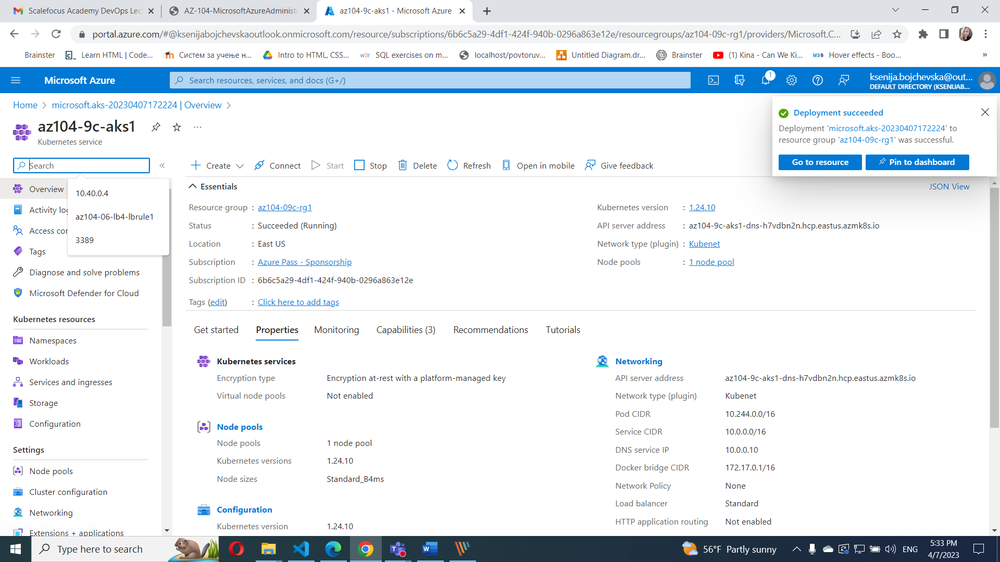 Scalefocus Academy DevOps Lect
AZ-104-MicrosoftAzureAdministr
az104-9c-aks1 - Microsoft Azure
portal.azure.com/#@ksenijabojchevskaoutlook.onmicrosoft.com/resource/subscriptions/6b6c5a29-4df1-424f-940b-0296a863e12e/resourcegroups/az104-09c-rg1/providers/Microsoft.C...
Brainster
Learn HTML | Code...
Систем за учење н...
Intro to HTML, CSS...
w3r SQL exercises on m...
localhost/povtoruv...
Untitled Diagram.dr...
Brainster
(1) Kina - Can We Ki...
MDB Hover effects - Boo...
»
Microsoft Azure
Search resources, services, and docs (G+/)
1
ksenija.bojchevska@out...
DEFAULT DIRECTORY (KSENIJAB...
Home > microsoft.aks-20230407172224 | Overview >
az104-9c-aks1
...
Kubernetes service
Deployment succeeded
Deployment 'microsoft.aks-20230407172224' to
resource group 'az104-09c-rg1' was successful.
Go to resource
Pin to dashboard
Search
«
Create
Connect
Start
Stop
Delete
Refresh
Open in mobile
Give feedback
10.40.0.4
az104-06-lb4-lbrule1
3389
Overview
Activity log
Access con
Tags
Diagnose and solve problems
Microsoft Defender for Cloud
Kubernetes resources
Namespaces
Workloads
Services and ingresses
Storage
Configuration
Settings
Node pools
Cluster configuration
Networking
Extensions + applications
Essentials
JSON View
Resource group : az104-09c-rg1
Status : Succeeded (Running)
Location : East US
Subscription : Azure Pass - Sponsorship
Subscription ID : 6b6c5a29-4df1-424f-940b-0296a863e12e
Tags (edit) : Click here to add tags
Kubernetes version : 1.24.10
API server address : az104-9c-aks1-dns-h7vdbn2n.hcp.eastus.azmk8s.io
Network type (plugin) : Kubenet
Node pools : 1 node pool
Get started
Properties
Monitoring
Capabilities (3)
Recommendations
Tutorials
Kubernetes services
Encryption type Encryption at-rest with a platform-managed key
Virtual node pools Not enabled
Node pools
Node pools 1 node pool
Kubernetes versions 1.24.10
Node sizes Standard_B4ms
Configuration
Kubernetes version 1.24.10
Networking
API server address az104-9c-aks1-dns-h7vdbn2n.hcp.eastus.azmk8s.io
Network type (plugin) Kubenet
Pod CIDR 10.244.0.0/16
Service CIDR 10.0.0.0/16
DNS service IP 10.0.0.10
Docker bridge CIDR 172.17.0.1/16
Network Policy None
Load balancer Standard
HTTP application routing Not enabled
Type here to search
56°F Partly sunny
ENG
5:33 PM
4/7/2023